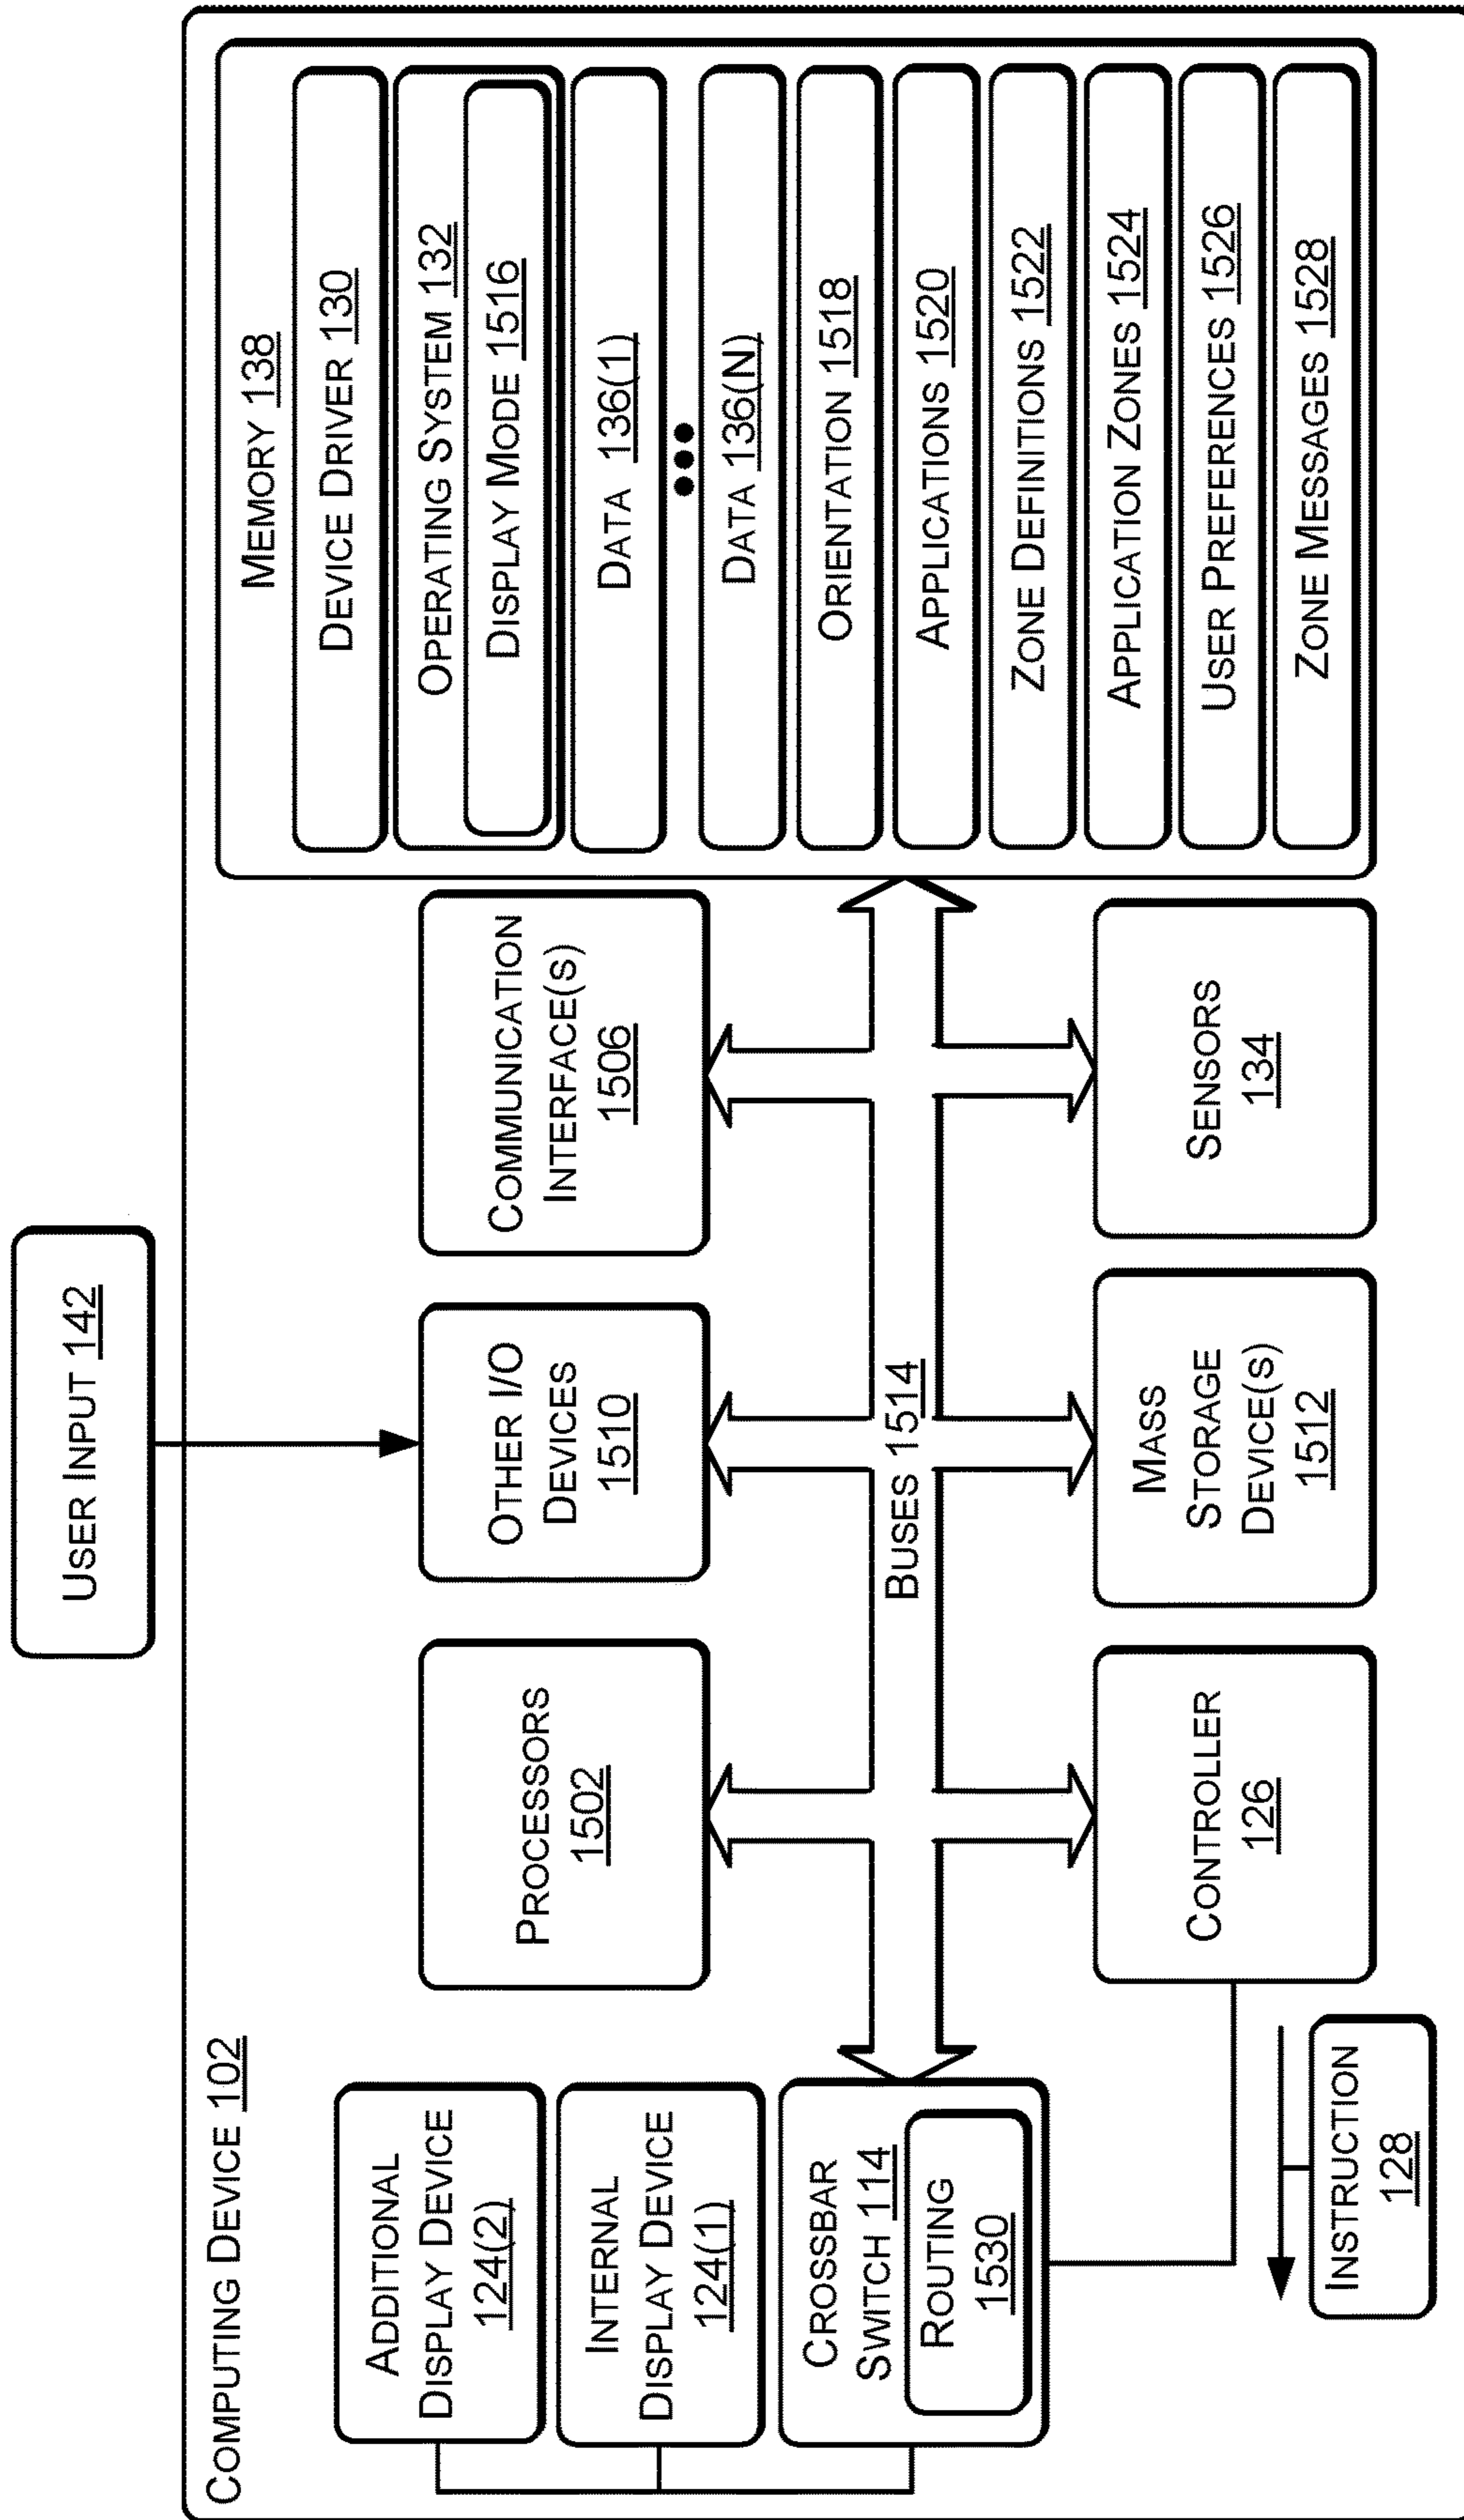 USER INPUT 142
COMPUTING DEVICE 102
ADDITIONAL
DISPLAY DEVICE
124(2)
INTERNAL
DISPLAY DEVICE
124(1)
CROSSBAR
SWITCH 114
ROUTING
1530
PROCESSORS
1502
OTHER I/O
DEVICES
1510
COMMUNICATION
INTERFACE(S)
1506
BUSES 1514
CONTROLLER
126
MASS
STORAGE
DEVICE(S)
1512
SENSORS
134
INSTRUCTION
128
MEMORY 138
DEVICE DRIVER 130
OPERATING SYSTEM 132
DISPLAY MODE 1516
DATA 136(1)
DATA 136(N)
ORIENTATION 1518
APPLICATIONS 1520
ZONE DEFINITIONS 1522
APPLICATION ZONES 1524
USER PREFERENCES 1526
ZONE MESSAGES 1528